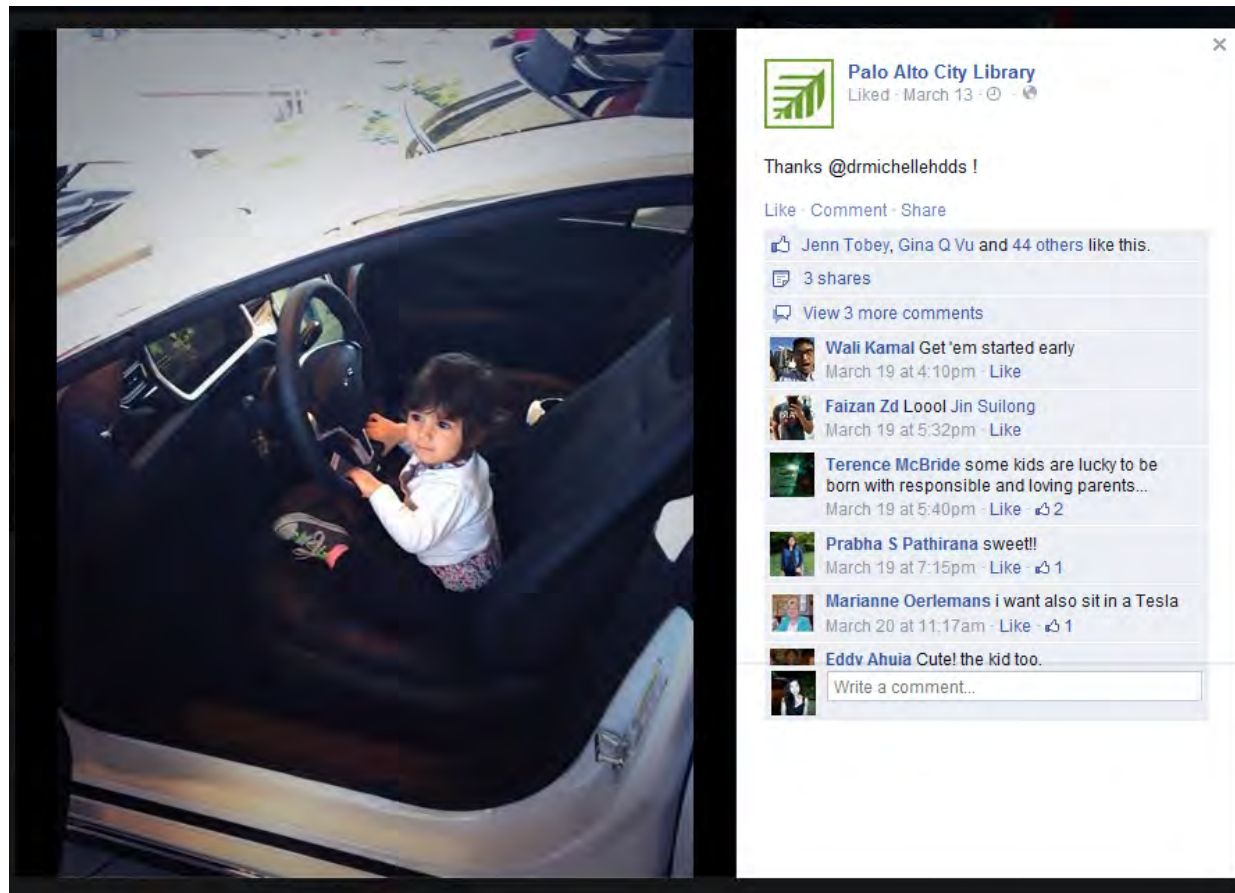 Palo Alto City Library
Liked · March 13 ·
Thanks @drmichellehdds !
Like · Comment · Share
Jenn Tobey, Gina Q Vu and 44 others like this.
3 shares
View 3 more comments
Wali Kamal Get 'em started early
March 19 at 4:10pm · Like
Faizan Zd Loool Jin Suilong
March 19 at 5:32pm · Like
Terence McBride some kids are lucky to be
born with responsible and loving parents...
March 19 at 5:40pm · Like · 2
Prabha S Pathirana sweet!!
March 19 at 7:15pm · Like · 1
Marianne Oerlemans i want also sit in a Tesla
March 20 at 11:17am · Like · 1
Eddy Ahuja Cute! the kid too.
Write a comment...